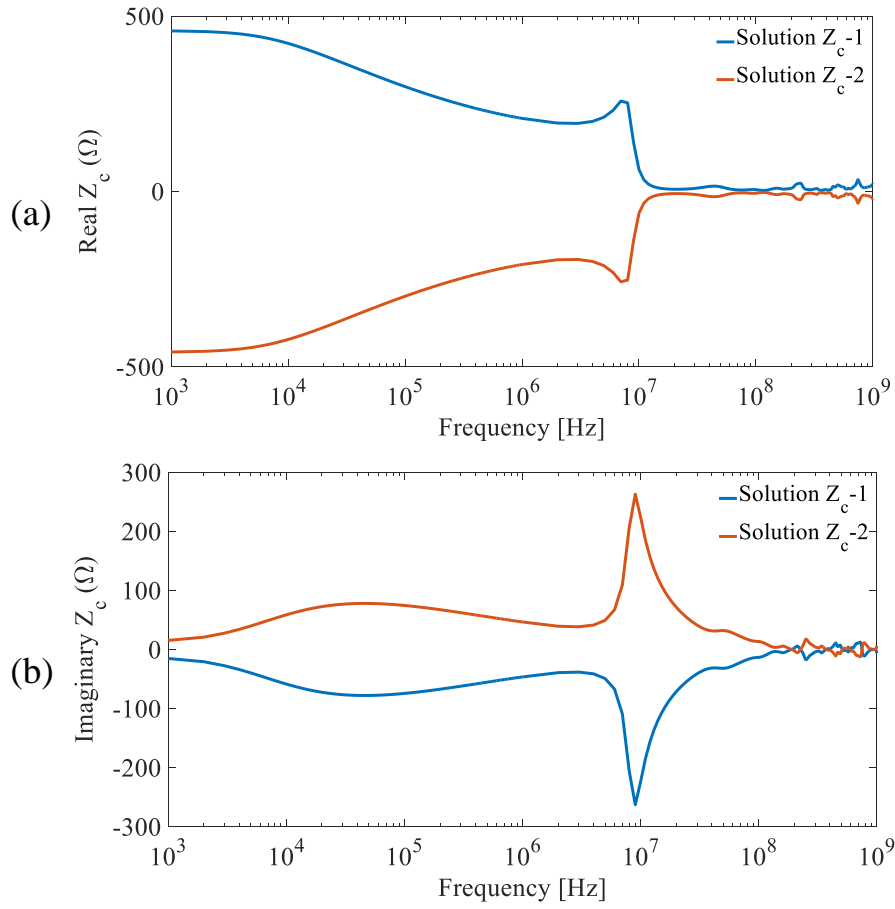 500
Solution Z_c-1
Solution Z_c-2
Real Z_c (Ω)
0
(a)
-500
10^3 10^4 10^5 10^6 10^7 10^8 10^9
Frequency [Hz]
300
Solution Z_c-1
Solution Z_c-2
200
100
Imaginary Z_c (Ω)
0
(b)
-100
-200
-300
10^3 10^4 10^5 10^6 10^7 10^8 10^9
Frequency [Hz]